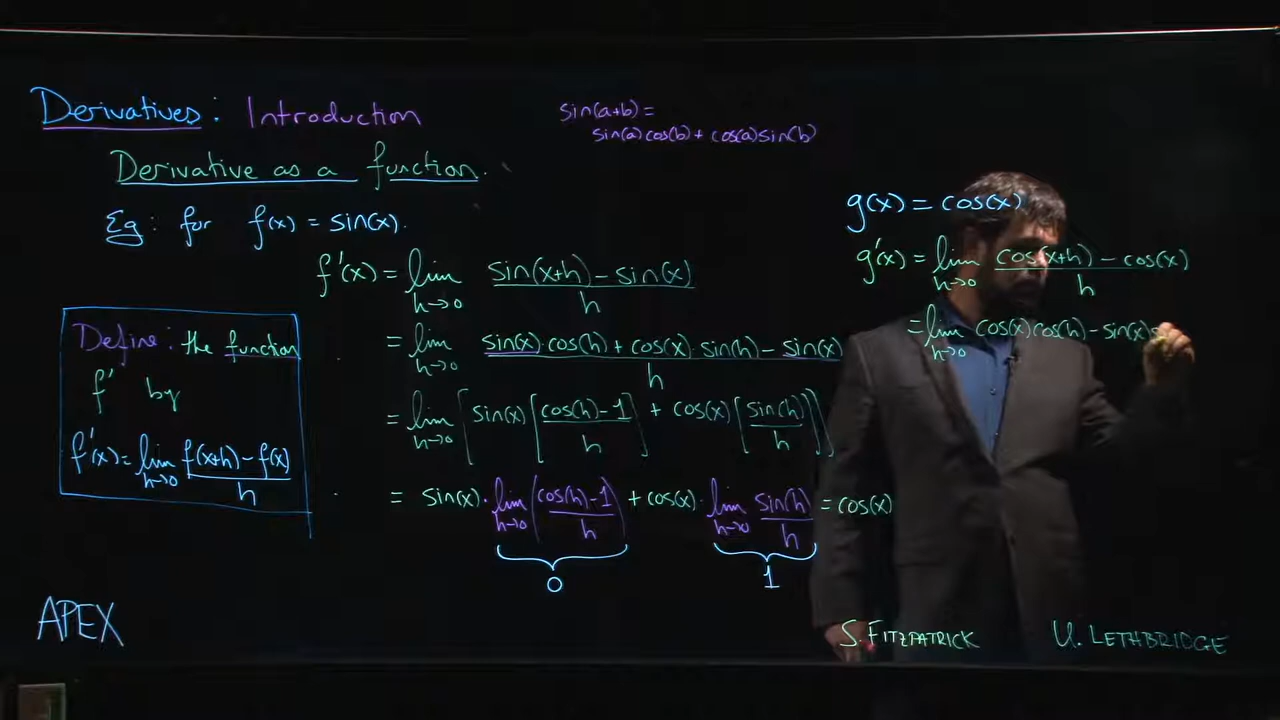 Derivatives: Introduction
sin(a+b) =
sin(a)cos(b) + cos(a)sin(b)
Derivative as a function.
Eg: for f(x) = sin(x).
f'(x) = lim h→0 sin(x+h) - sin(x) / h
= lim h→0 sin(x)·cos(h) + cos(x)·sin(h) - sin(x) / h
= lim h→0 [sin(x)[cos(h)-1 / h] + cos(x)[sin(h) / h]]
= sin(x)·lim h→0 (cos(h)-1 / h) + cos(x)·lim h→0 sin(h) / h = cos(x)
0
1
Define: the function
f' by
f'(x) = lim h→0 f(x+h) - f(x) / h
g(x) = cos(x)
g'(x) = lim h→0 cos(x+h) - cos(x) / h
= lim h→0 cos(x)cos(h) - sin(x)
APEX
S. FITZPATRICK
U. LETHBRIDGE